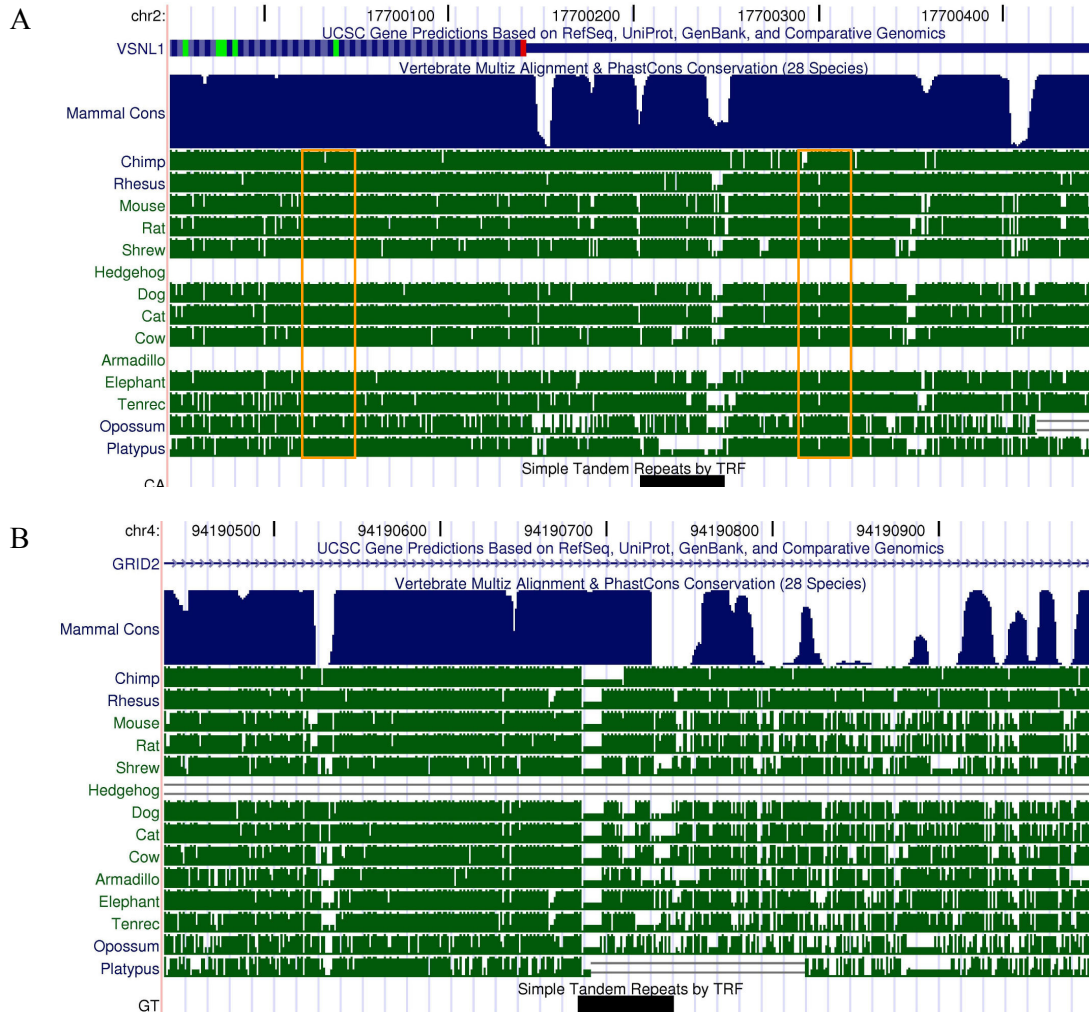 A
chr2: 17700100 17700200 17700300 17700400
UCSC Gene Predictions Based on RefSeq, UniProt, GenBank, and Comparative Genomics
VSNL1
Vertebrate Multiz Alignment & PhastCons Conservation (28 Species)
Mammal Cons
Chimp
Rhesus
Mouse
Rat
Shrew
Hedgehog
Dog
Cat
Cow
Armadillo
Elephant
Tenrec
Opossum
Platypus
Simple Tandem Repeats by TRF
CA
B
chr4: 94190500 94190600 94190700 94190800 94190900
UCSC Gene Predictions Based on RefSeq, UniProt, GenBank, and Comparative Genomics
GRID2
Vertebrate Multiz Alignment & PhastCons Conservation (28 Species)
Mammal Cons
Chimp
Rhesus
Mouse
Rat
Shrew
Hedgehog
Dog
Cat
Cow
Armadillo
Elephant
Tenrec
Opossum
Platypus
Simple Tandem Repeats by TRF
GT